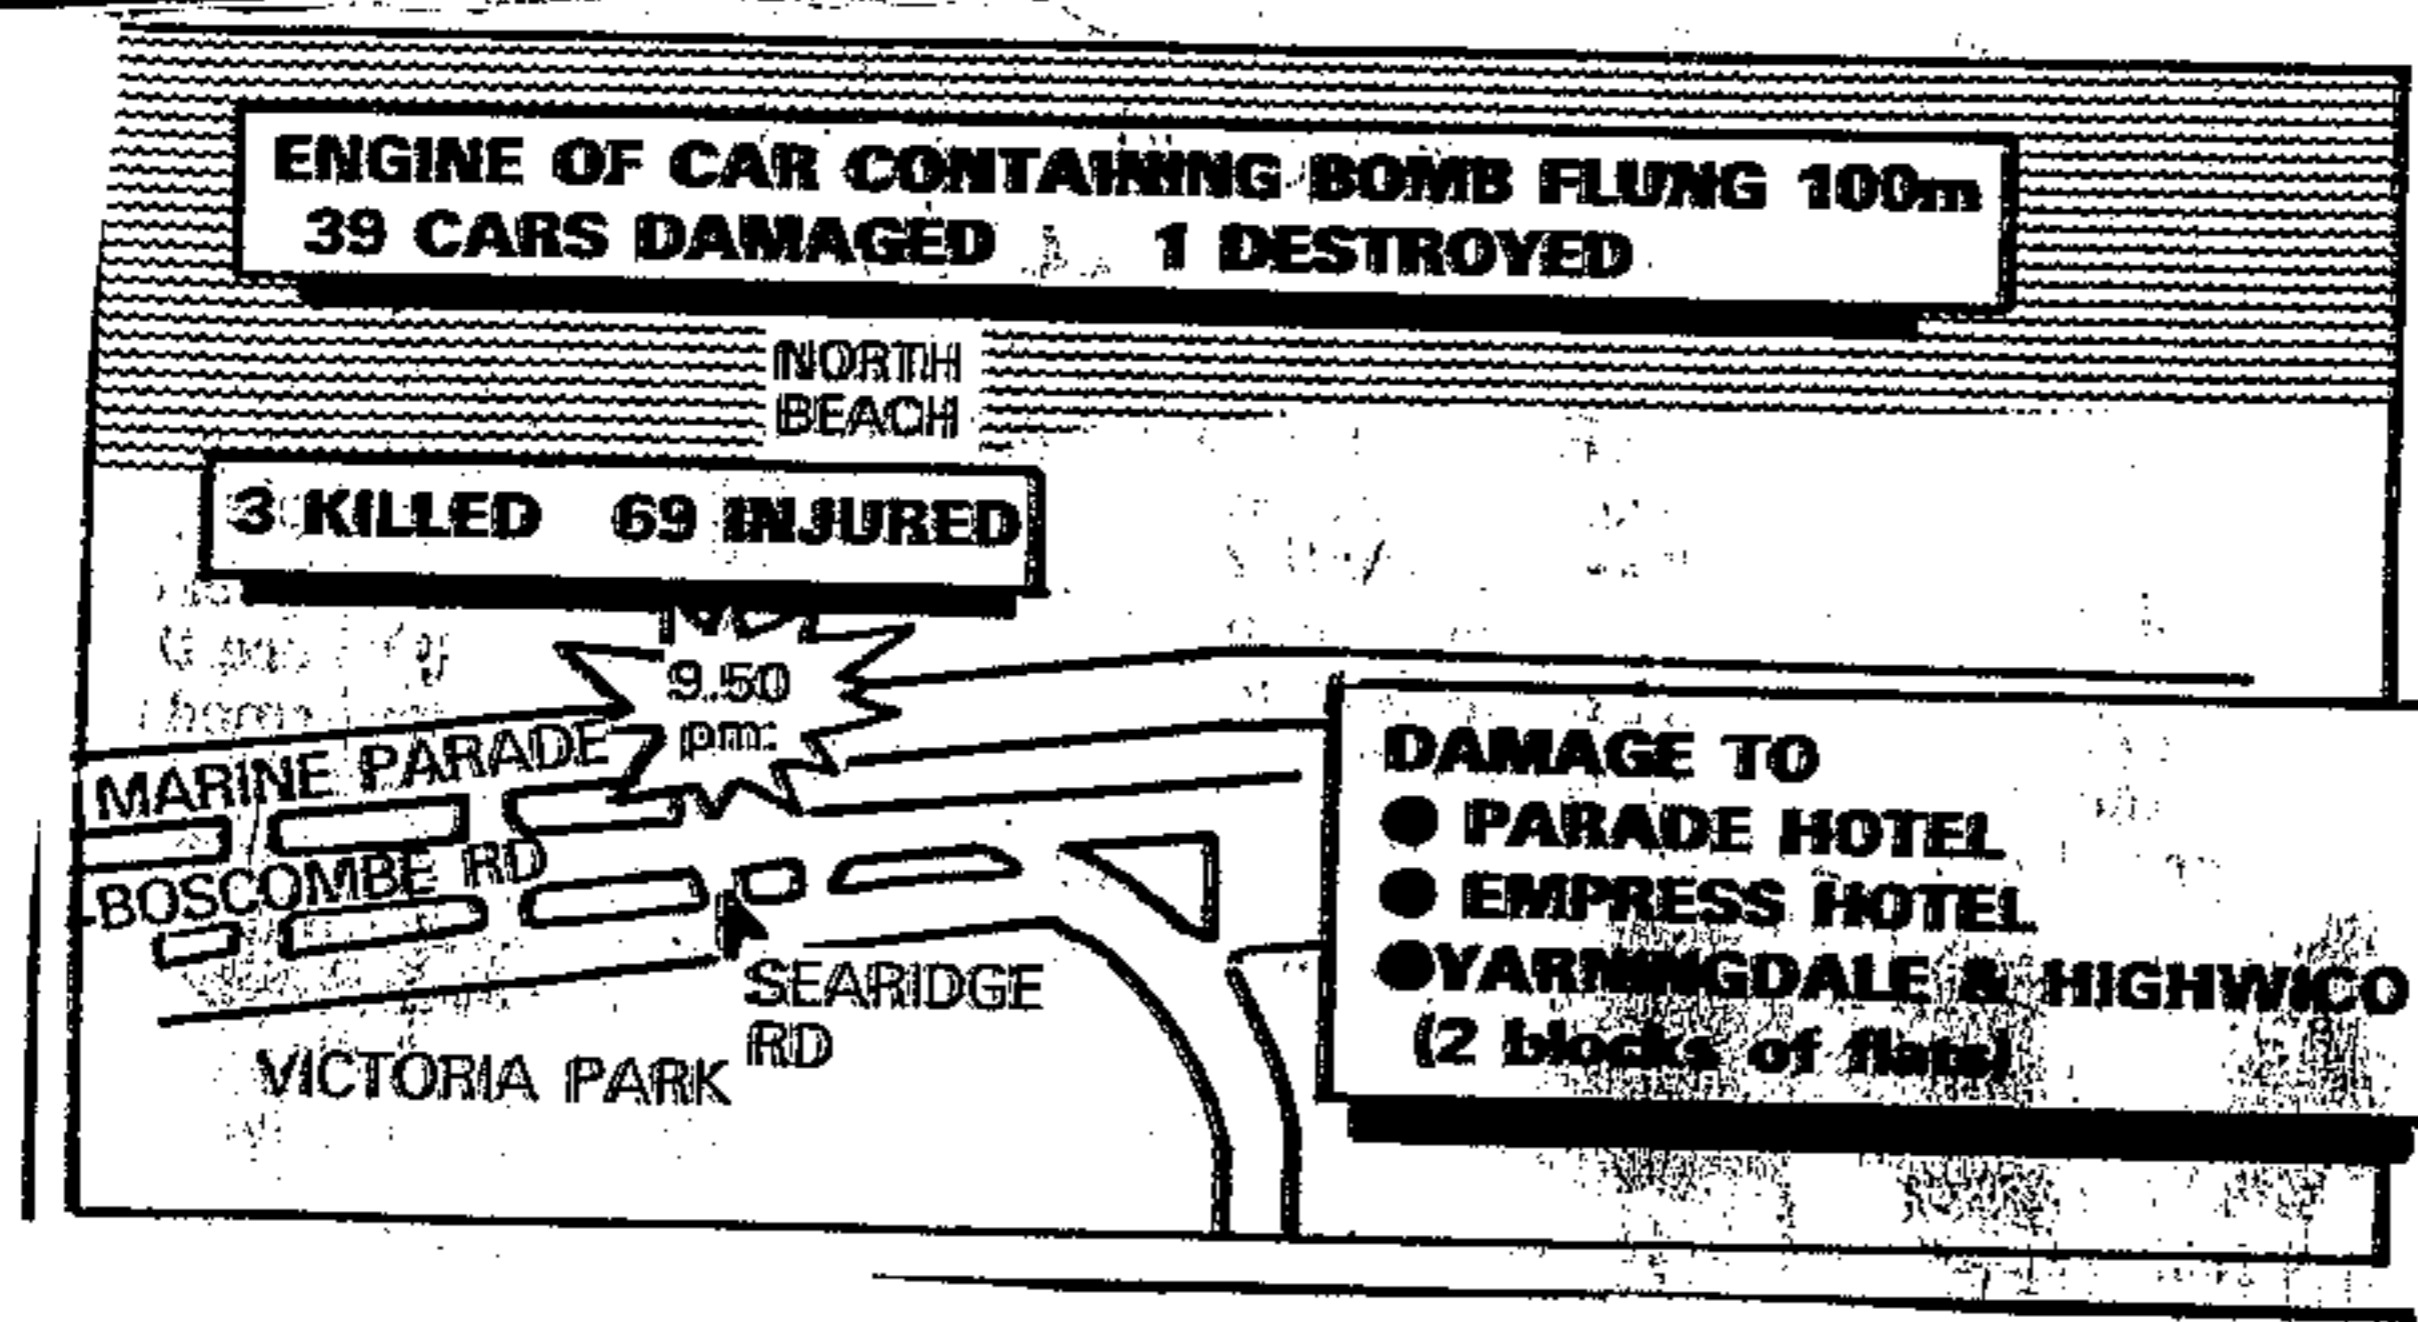 ENGINE OF CAR CONTAINING BOMB FLUNG 100m
39 CARS DAMAGED 1 DESTROYED
NORTH
BEACH
3 KILLED 69 INJURED
9.50
pm
MARINE PARADE
BOSCOMBE RD
SEARIDGE
RD
VICTORIA PARK
DAMAGE TO
● PARADE HOTEL
● EMPRESS HOTEL
● YARNINGDALE & HIGHWICO
(2 blocks of flats)